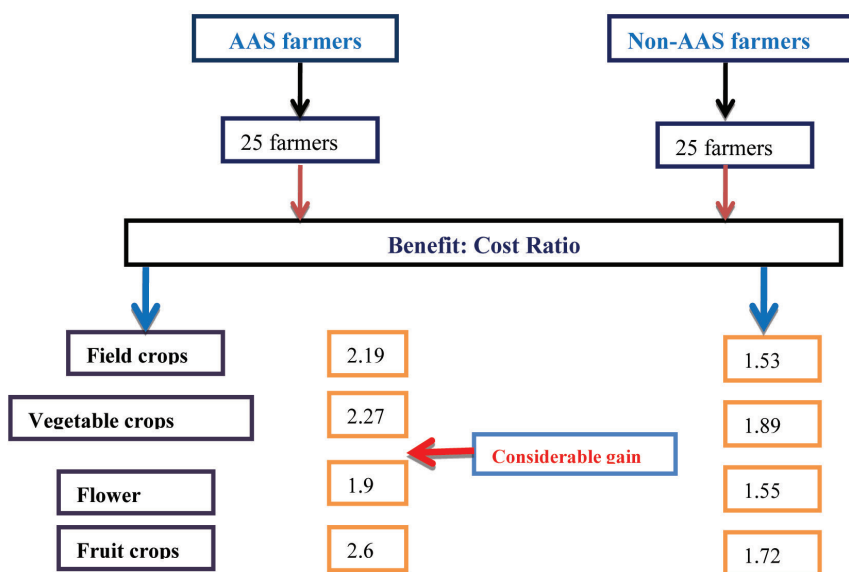 AAS farmers
Non-AAS farmers
25 farmers
25 farmers
Benefit: Cost Ratio
Field crops
2.19
1.53
Vegetable crops
2.27
1.89
Considerable gain
Flower
1.9
1.55
Fruit crops
2.6
1.72